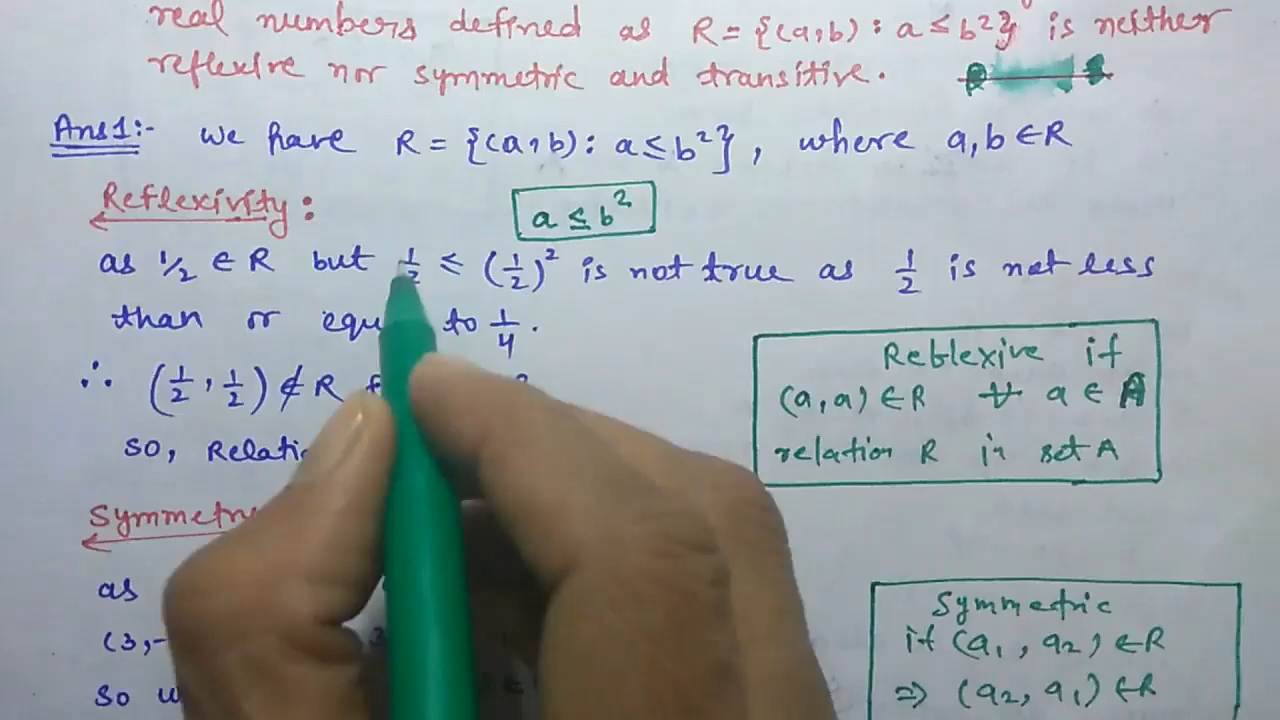 real numbers defined as R = {(a,b) : a ≤ b²} is neither
reflexive nor symmetric and transitive.
Ans1:- we have R = {(a,b) : a ≤ b²}, where a,b ∈ R
Reflexivity:
a ≤ b²
as 1/2 ∈ R but 1/2 ≤ (1/2)² is not true as 1/2 is not less
than or to 1/4.
∴ (1/2, 1/2) ∉ R
so,
Reflexive if
(a,a) ∈ R ∀ a ∈ A
relation R in set A
as
(3,-
so
Symmetric
if (a₁, a₂) ∈ R
⇒ (a₂, a₁) ∈ R